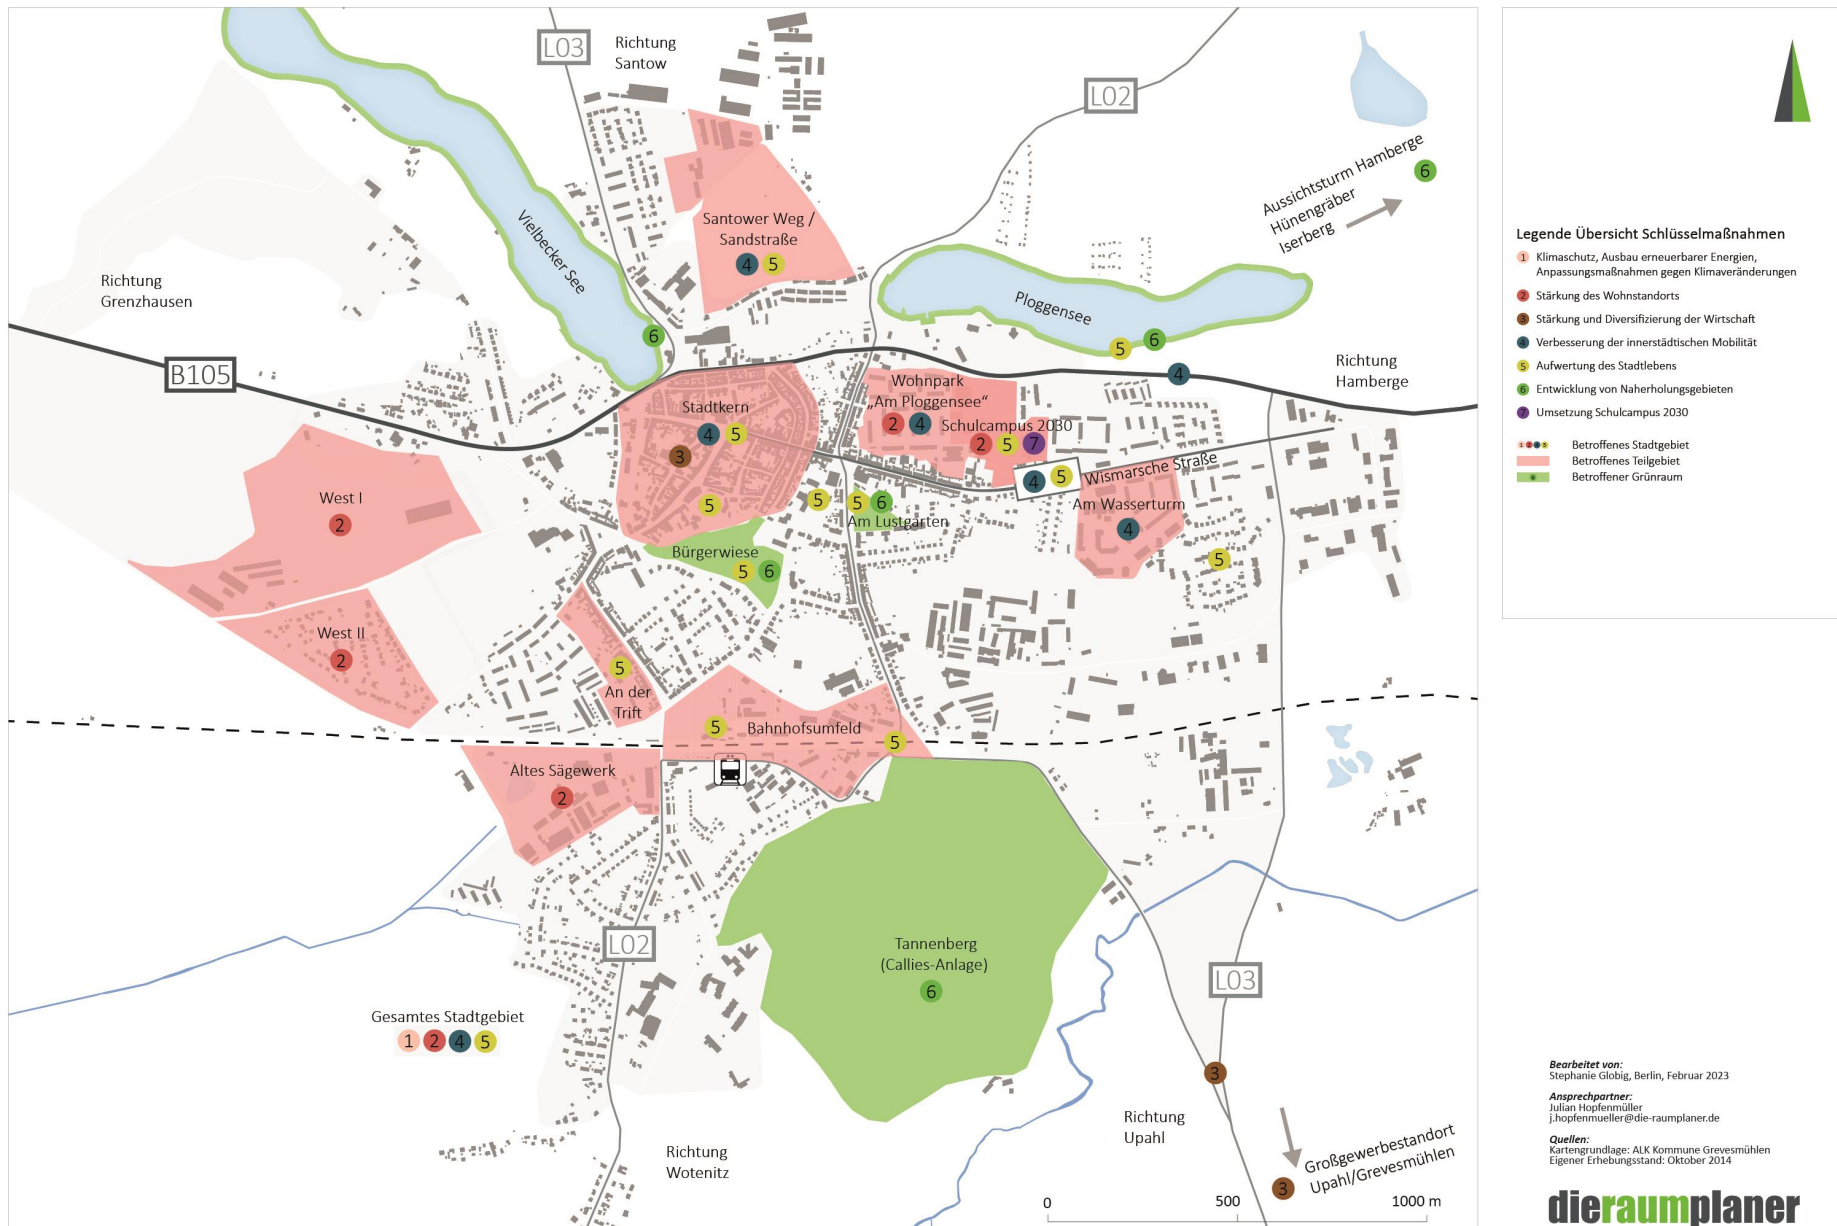 L03
Richtung
Santow
L02
Aussichtsturm Hamberge
Hünengräber
Iserberg
6
Santower Weg /
Sandstraße
4 5
Vielbecker See
6
Richtung
Grenzhausen
Ploggensee
5 6
B105
4
Richtung
Hamberge
Stadtkern
4 5
3
5
Wohnpark
„Am Ploggensee“
2 4
Schulcampus 2030
2 5 7
4 5
Wismarsche Straße
Am Wasserturm
4
5
West I
2
5
5 6
Am Lustgarten
Bürgerwiese
5 6
West II
2
5
An der
Trift
5
Bahnhofsumfeld
5
Altes Sägewerk
2
L02
Tannenberg
(Callies-Anlage)
6
L03
Gesamtes Stadtgebiet
1 2 4 5
3
Richtung
Upahl
Richtung
Wotenitz
Großgewerbestandort
Upahl/Grevesmühlen
3
0 500 1000 m
Legende Übersicht Schlüsselmaßnahmen
1 Klimaschutz, Ausbau erneuerbarer Energien,
Anpassungsmaßnahmen gegen Klimaveränderungen
2 Stärkung des Wohnstandorts
3 Stärkung und Diversifizierung der Wirtschaft
4 Verbesserung der innerstädtischen Mobilität
5 Aufwertung des Stadtlebens
6 Entwicklung von Naherholungsgebieten
7 Umsetzung Schulcampus 2030
1 2 4 5 Betroffenes Stadtgebiet
Betroffenes Teilgebiet
6 Betroffener Grünraum
Bearbeitet von:
Stephanie Globig, Berlin, Februar 2023
Ansprechpartner:
Julian Hopfenmüller
j.hopfenmueller@die-raumplaner.de
Quellen:
Kartengrundlage: ALK Kommune Grevesmühlen
Eigener Erhebungsstand: Oktober 2014
dieraumplaner